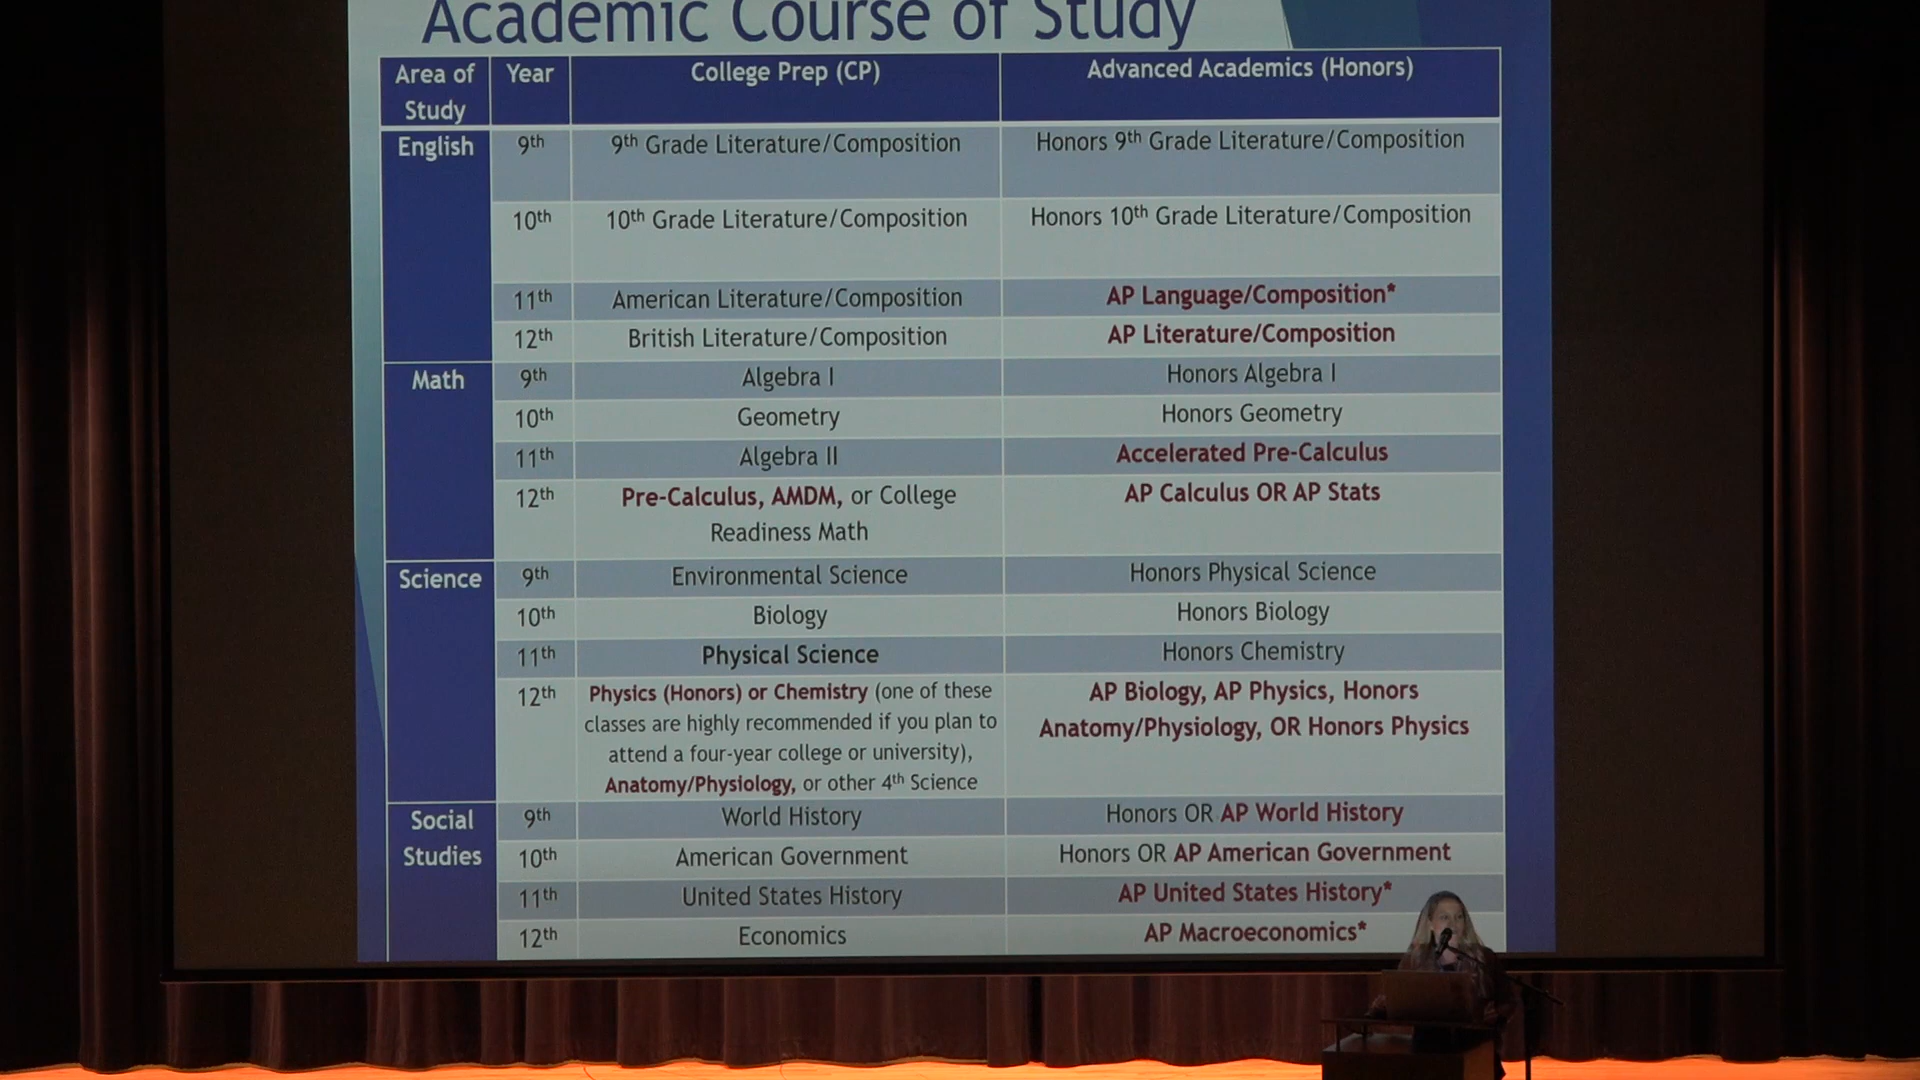 Academic Course of Study
Area of Study Year College Prep (CP) Advanced Academics (Honors)
English 9th 9th Grade Literature/Composition Honors 9th Grade Literature/Composition
10th 10th Grade Literature/Composition Honors 10th Grade Literature/Composition
11th American Literature/Composition AP Language/Composition*
12th British Literature/Composition AP Literature/Composition
Math 9th Algebra I Honors Algebra I
10th Geometry Honors Geometry
11th Algebra II Accelerated Pre-Calculus
12th Pre-Calculus, AMDM, or College AP Calculus OR AP Stats
Readiness Math
Science 9th Environmental Science Honors Physical Science
10th Biology Honors Biology
11th Physical Science Honors Chemistry
12th Physics (Honors) or Chemistry (one of these AP Biology, AP Physics, Honors
classes are highly recommended if you plan to Anatomy/Physiology, OR Honors Physics
attend a four-year college or university),
Anatomy/Physiology, or other 4th Science
Social 9th World History Honors OR AP World History
Studies 10th American Government Honors OR AP American Government
11th United States History AP United States History*
12th Economics AP Macroeconomics*